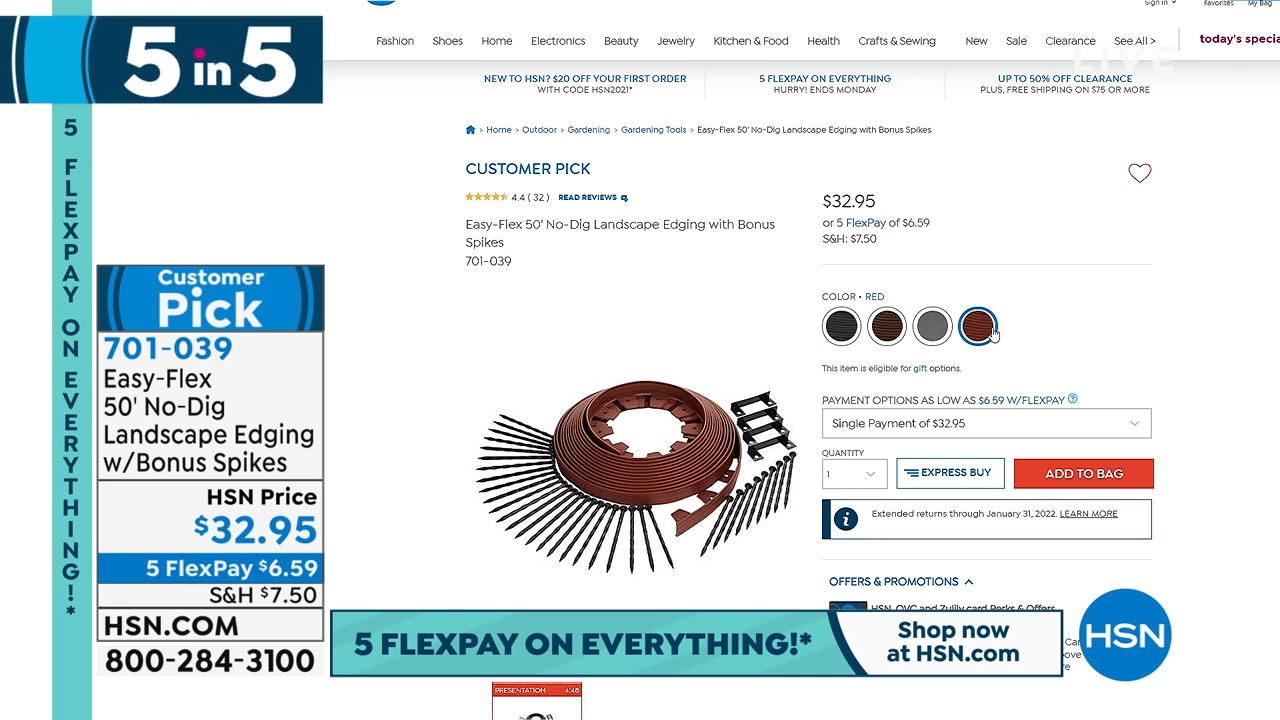 5 in 5
5 FLEXPAY ON EVERYTHING!*
Customer
Pick
701-039
Easy-Flex
50' No-Dig
Landscape Edging
w/Bonus Spikes
HSN Price
$32.95
5 FlexPay $6.59
S&H $7.50
HSN.COM
800-284-3100
Sign In
Favorites
My Bag
Fashion Shoes Home Electronics Beauty Jewelry Kitchen & Food Health Crafts & Sewing New Sale Clearance See All >
today's specia
LIVE
NEW TO HSN? $20 OFF YOUR FIRST ORDER
WITH CODE HSN2021*
5 FLEXPAY ON EVERYTHING
HURRY! ENDS MONDAY
UP TO 50% OFF CLEARANCE
PLUS, FREE SHIPPING ON $75 OR MORE
> Home > Outdoor > Gardening > Gardening Tools > Easy-Flex 50' No-Dig Landscape Edging with Bonus Spikes
CUSTOMER PICK
4.4 ( 32 ) READ REVIEWS
Easy-Flex 50' No-Dig Landscape Edging with Bonus
Spikes
701-039
$32.95
or 5 FlexPay of $6.59
S&H: $7.50
COLOR • RED
This item is eligible for gift options.
PAYMENT OPTIONS AS LOW AS $6.59 W/FLEXPAY ?
Single Payment of $32.95
QUANTITY
1
EXPRESS BUY
ADD TO BAG
i
Extended returns through January 31, 2022. LEARN MORE
OFFERS & PROMOTIONS
HSN, QVC and Zulily card Perks & Offers
5 FLEXPAY ON EVERYTHING!*
Shop now
at HSN.com
HSN
PRESENTATION 4:48